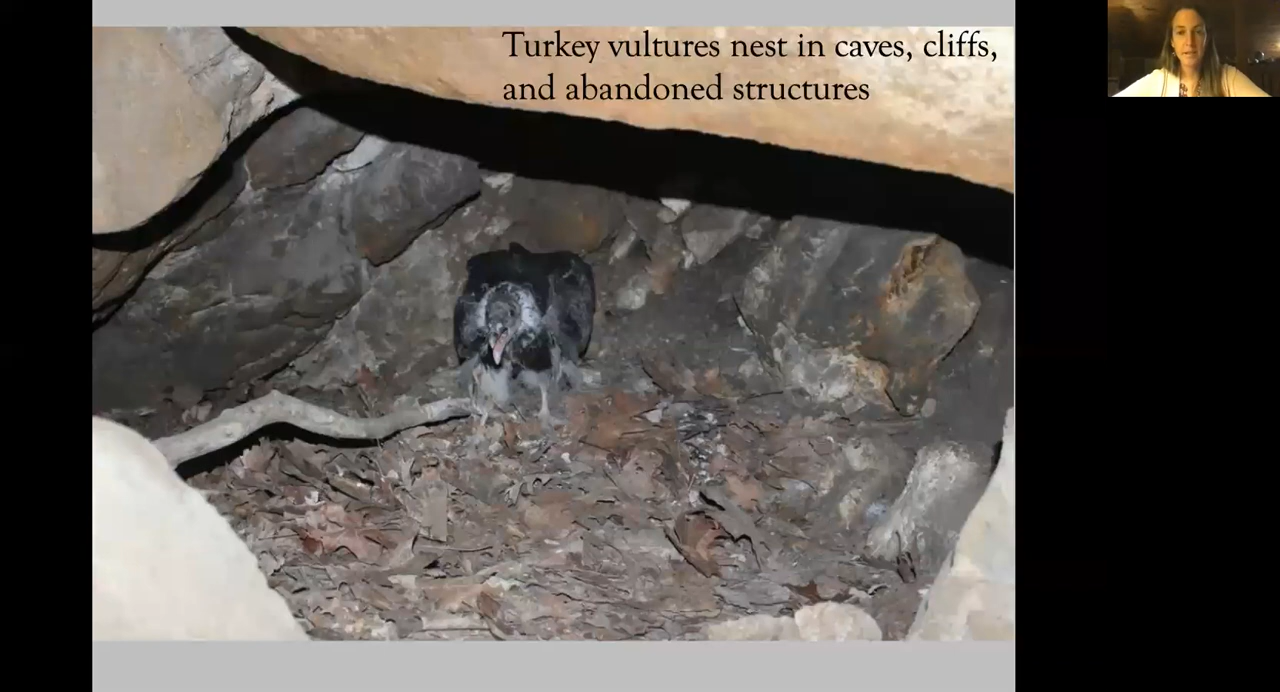 Turkey vultures nest in caves, cliffs,
and abandoned structures